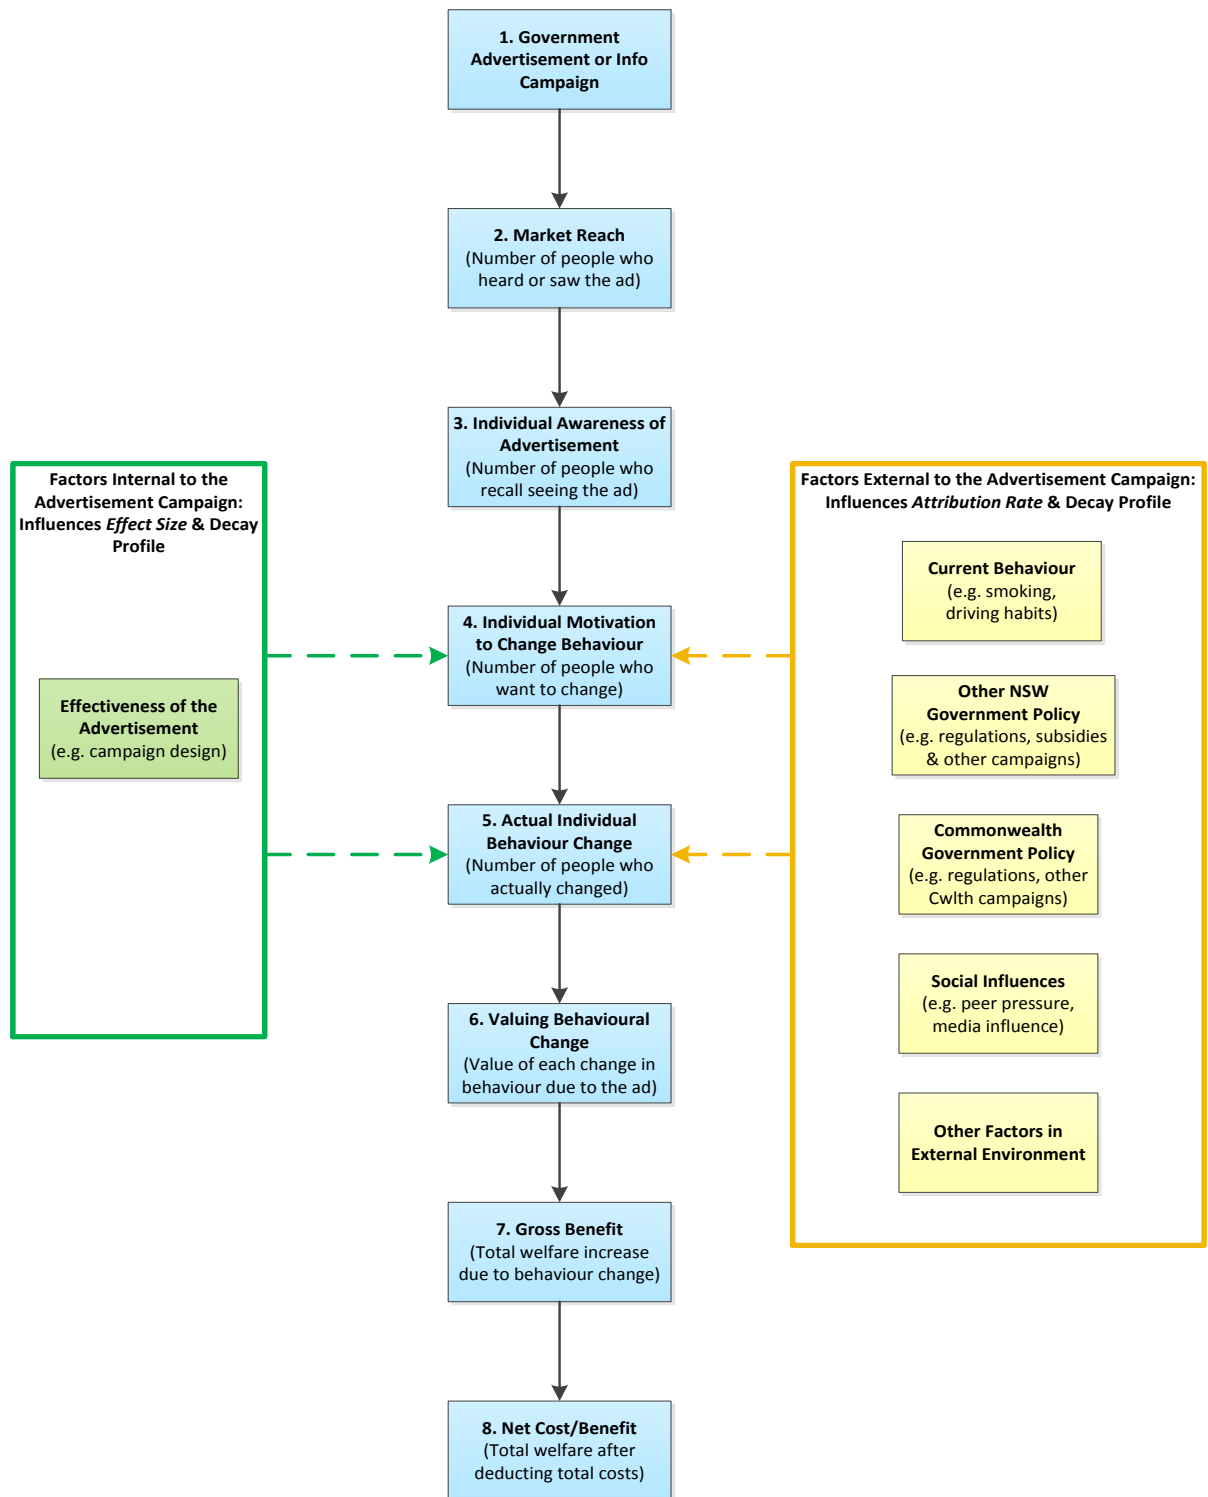 1. Government
Advertisement or Info
Campaign
2. Market Reach
(Number of people who
heard or saw the ad)
3. Individual Awareness of
Advertisement
(Number of people who
recall seeing the ad)
Factors Internal to the
Advertisement Campaign:
Influences Effect Size & Decay
Profile
Effectiveness of the
Advertisement
(e.g. campaign design)
4. Individual Motivation
to Change Behaviour
(Number of people who
want to change)
5. Actual Individual
Behaviour Change
(Number of people who
actually changed)
Factors External to the Advertisement Campaign:
Influences Attribution Rate & Decay Profile
Current Behaviour
(e.g. smoking,
driving habits)
Other NSW
Government Policy
(e.g. regulations, subsidies
& other campaigns)
Commonwealth
Government Policy
(e.g. regulations, other
Cwlth campaigns)
Social Influences
(e.g. peer pressure,
media influence)
Other Factors in
External Environment
6. Valuing Behavioural
Change
(Value of each change in
behaviour due to the ad)
7. Gross Benefit
(Total welfare increase
due to behaviour change)
8. Net Cost/Benefit
(Total welfare after
deducting total costs)